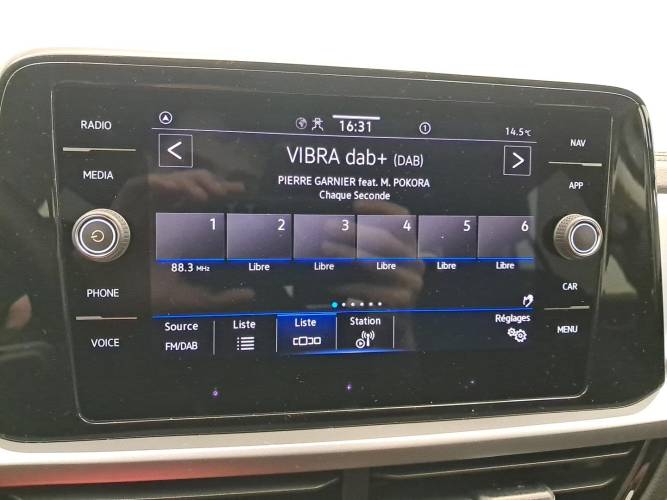 RADIO
MEDIA
PHONE
VOICE
16:31
1
14.5°C
VIBRA dab+ (DAB)
PIERRE GARNIER feat. M. POKORA
Chaque Seconde
1 2 3 4 5 6
88.3 MHz Libre Libre Libre Libre Libre
Source
FM/DAB
Liste
Liste
Station
Réglages
NAV
APP
CAR
MENU